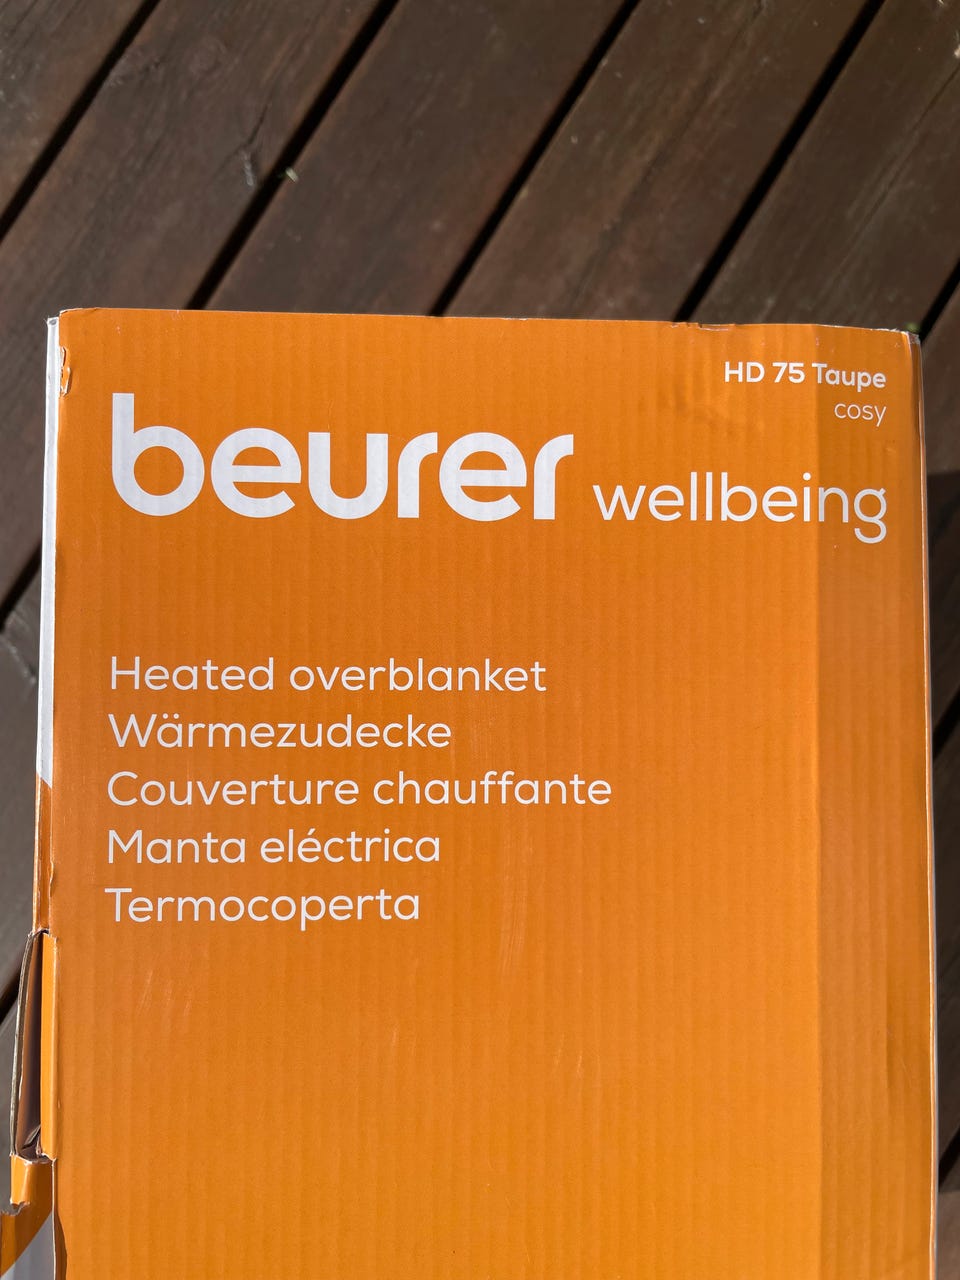 HD 75 Taupe
cosy
beurer wellbeing
Heated overblanket
Wärmezudecke
Couverture chauffante
Manta eléctrica
Termocoperta